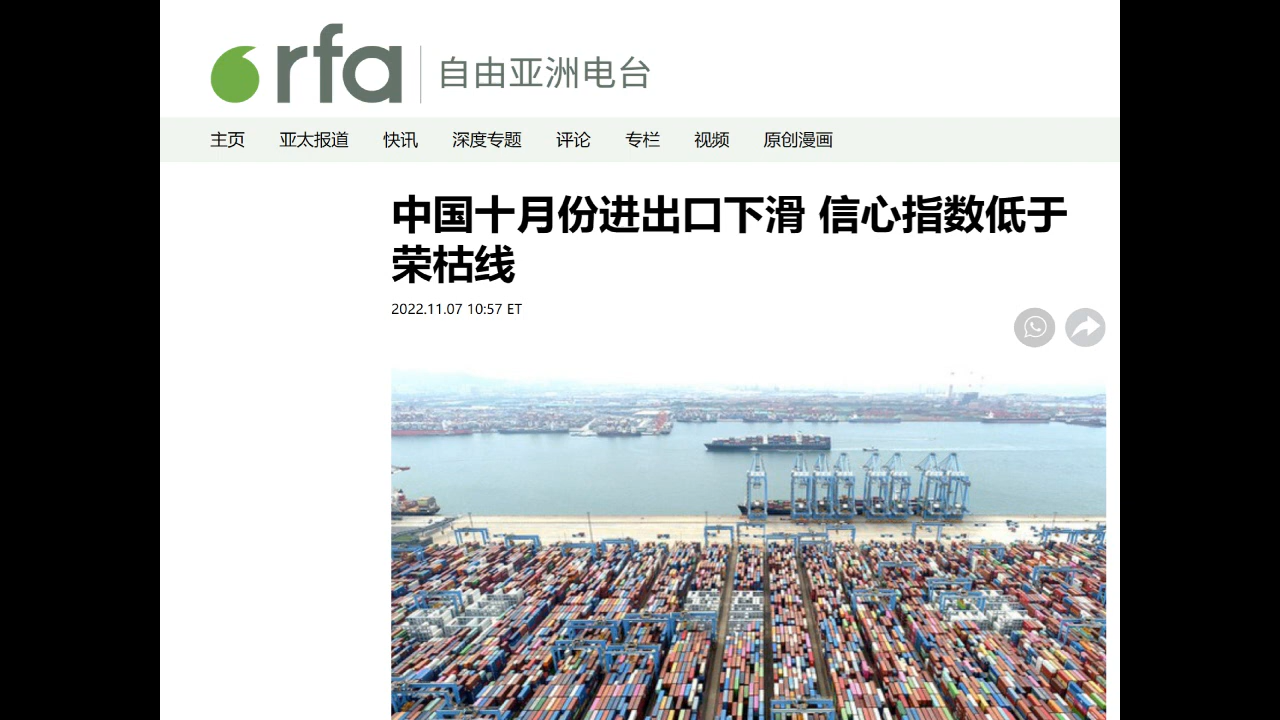 rfa 自由亚洲电台
主页 亚太报道 快讯 深度专题 评论 专栏 视频 原创漫画
中国十月份进出口下滑 信心指数低于
荣枯线
2022.11.07 10:57 ET